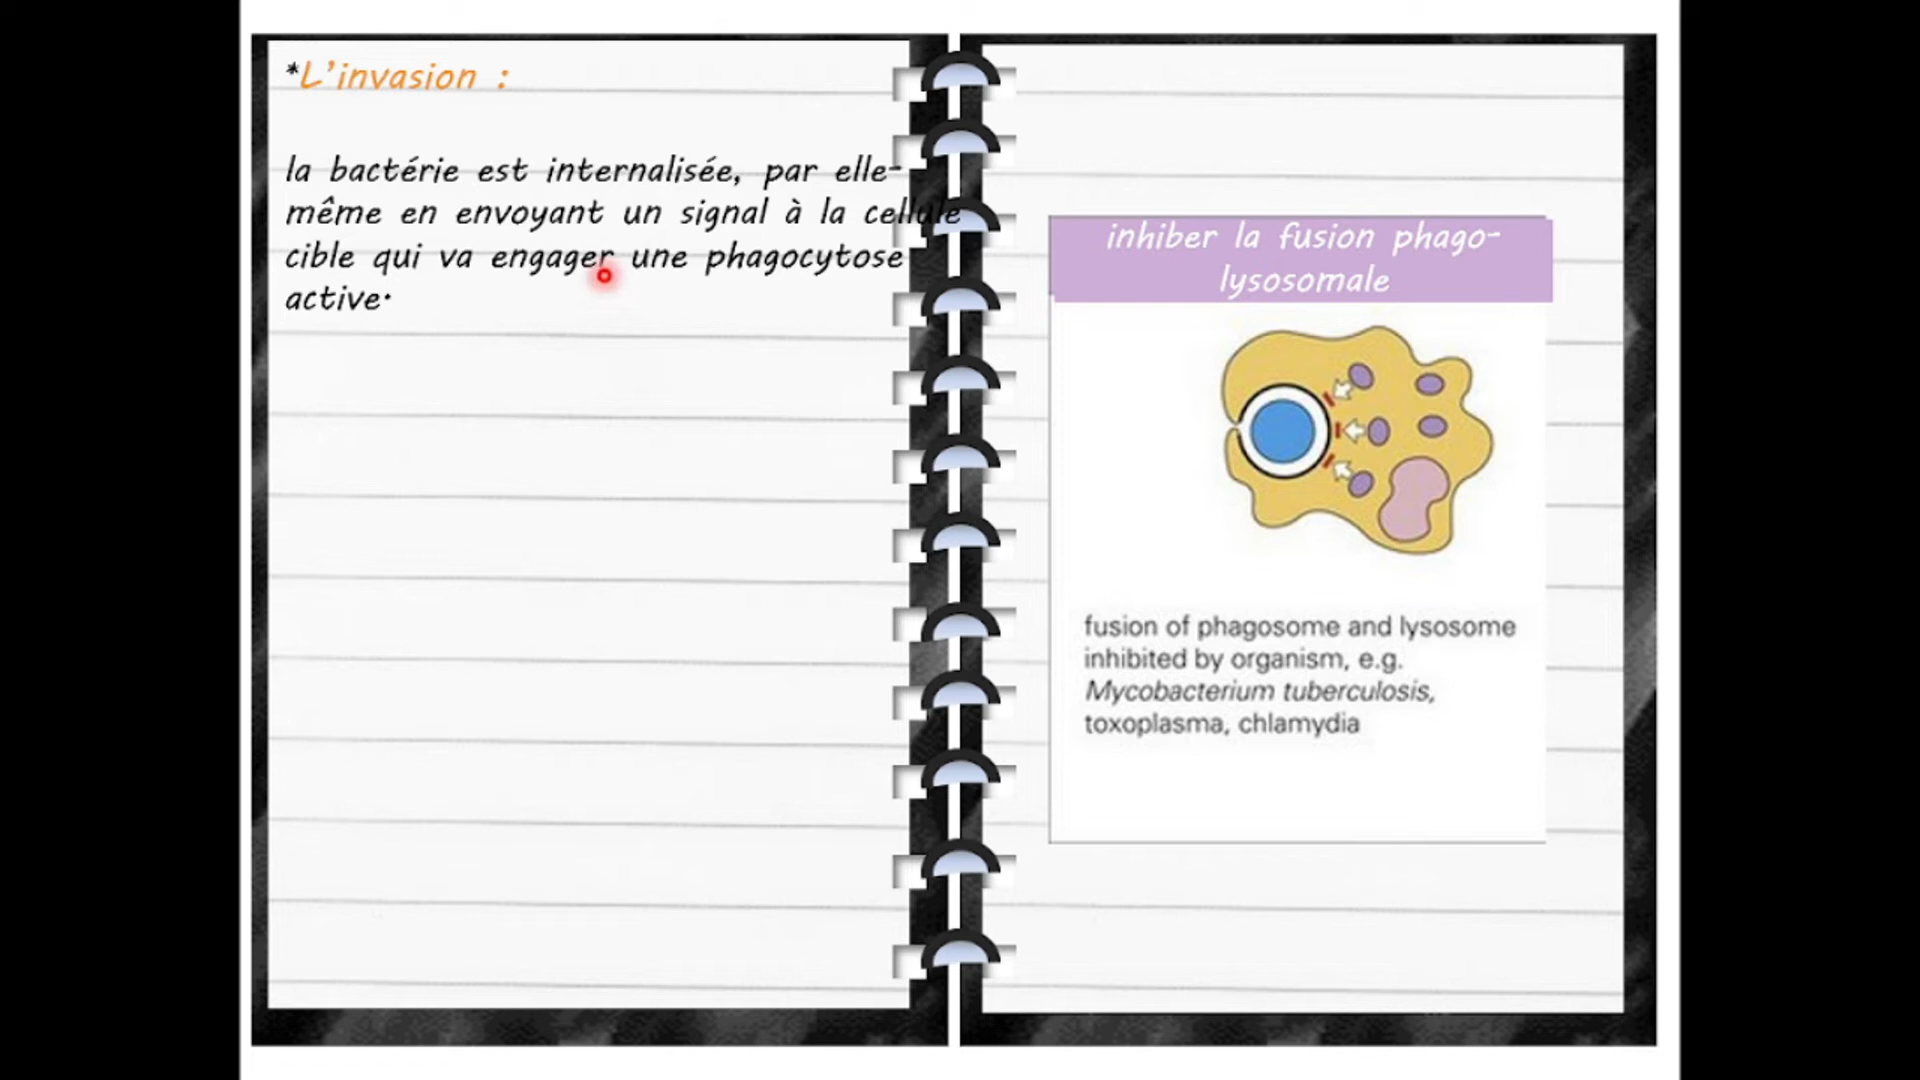 *L'invasion :
la bactérie est internalisée, par elle-
même en envoyant un signal à la cellule
cible qui va engager une phagocytose
active.
inhiber la fusion phago-
lysosomale
fusion of phagosome and lysosome
inhibited by organism, e.g.
Mycobacterium tuberculosis,
toxoplasma, chlamydia